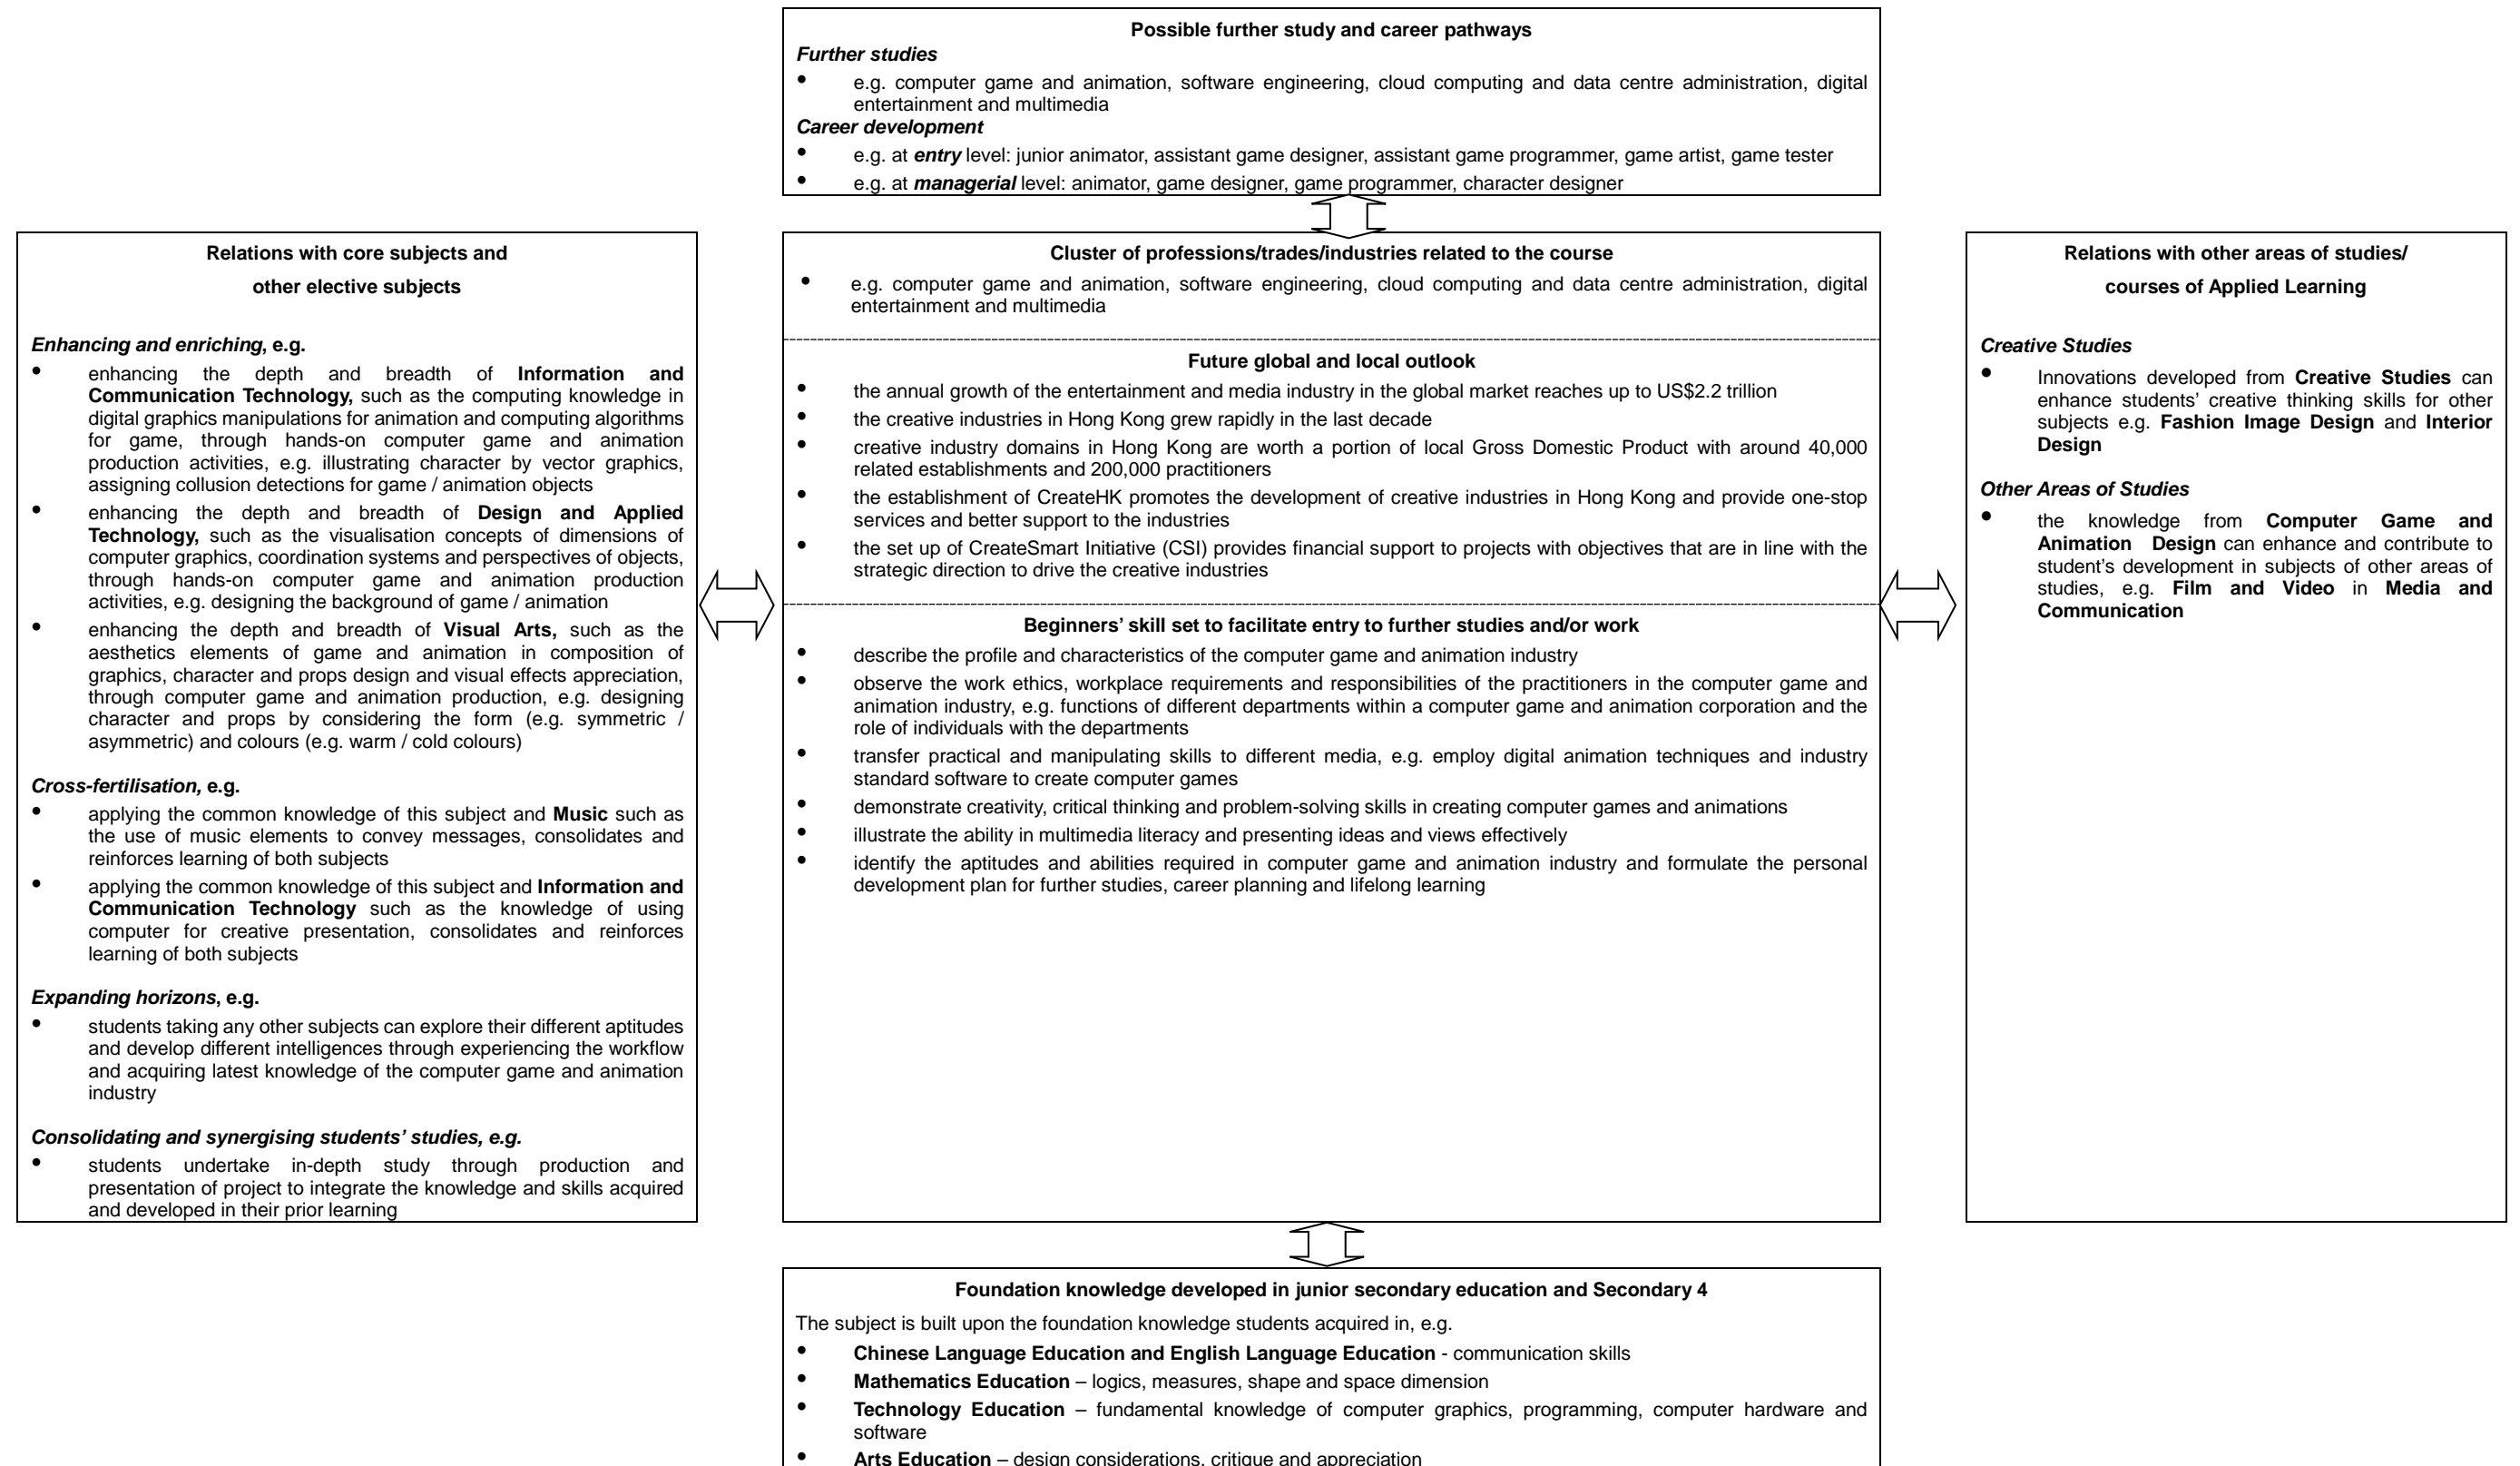 Possible further study and career pathways
Further studies
• e.g. computer game and animation, software engineering, cloud computing and data centre administration, digital
entertainment and multimedia
Career development
• e.g. at entry level: junior animator, assistant game designer, assistant game programmer, game artist, game tester
• e.g. at managerial level: animator, game designer, game programmer, character designer
Relations with core subjects and
other elective subjects
Enhancing and enriching, e.g.
• enhancing the depth and breadth of Information and
Communication Technology, such as the computing knowledge in
digital graphics manipulations for animation and computing algorithms
for game, through hands-on computer game and animation
production activities, e.g. illustrating character by vector graphics,
assigning collusion detections for game / animation objects
• enhancing the depth and breadth of Design and Applied
Technology, such as the visualisation concepts of dimensions of
computer graphics, coordination systems and perspectives of objects,
through hands-on computer game and animation production
activities, e.g. designing the background of game / animation
• enhancing the depth and breadth of Visual Arts, such as the
aesthetics elements of game and animation in composition of
graphics, character and props design and visual effects appreciation,
through computer game and animation production, e.g. designing
character and props by considering the form (e.g. symmetric /
asymmetric) and colours (e.g. warm / cold colours)
Cross-fertilisation, e.g.
• applying the common knowledge of this subject and Music such as
the use of music elements to convey messages, consolidates and
reinforces learning of both subjects
• applying the common knowledge of this subject and Information and
Communication Technology such as the knowledge of using
computer for creative presentation, consolidates and reinforces
learning of both subjects
Expanding horizons, e.g.
• students taking any other subjects can explore their different aptitudes
and develop different intelligences through experiencing the workflow
and acquiring latest knowledge of the computer game and animation
industry
Consolidating and synergising students’ studies, e.g.
• students undertake in-depth study through production and
presentation of project to integrate the knowledge and skills acquired
and developed in their prior learning
Cluster of professions/trades/industries related to the course
• e.g. computer game and animation, software engineering, cloud computing and data centre administration, digital
entertainment and multimedia
Future global and local outlook
• the annual growth of the entertainment and media industry in the global market reaches up to US$2.2 trillion
• the creative industries in Hong Kong grew rapidly in the last decade
• creative industry domains in Hong Kong are worth a portion of local Gross Domestic Product with around 40,000
related establishments and 200,000 practitioners
• the establishment of CreateHK promotes the development of creative industries in Hong Kong and provide one-stop
services and better support to the industries
• the set up of CreateSmart Initiative (CSI) provides financial support to projects with objectives that are in line with the
strategic direction to drive the creative industries
Beginners’ skill set to facilitate entry to further studies and/or work
• describe the profile and characteristics of the computer game and animation industry
• observe the work ethics, workplace requirements and responsibilities of the practitioners in the computer game and
animation industry, e.g. functions of different departments within a computer game and animation corporation and the
role of individuals with the departments
• transfer practical and manipulating skills to different media, e.g. employ digital animation techniques and industry
standard software to create computer games
• demonstrate creativity, critical thinking and problem-solving skills in creating computer games and animations
• illustrate the ability in multimedia literacy and presenting ideas and views effectively
• identify the aptitudes and abilities required in computer game and animation industry and formulate the personal
development plan for further studies, career planning and lifelong learning
Relations with other areas of studies/
courses of Applied Learning
Creative Studies
• Innovations developed from Creative Studies can
enhance students’ creative thinking skills for other
subjects e.g. Fashion Image Design and Interior
Design
Other Areas of Studies
• the knowledge from Computer Game and
Animation Design can enhance and contribute to
student’s development in subjects of other areas of
studies, e.g. Film and Video in Media and
Communication
Foundation knowledge developed in junior secondary education and Secondary 4
The subject is built upon the foundation knowledge students acquired in, e.g.
• Chinese Language Education and English Language Education - communication skills
• Mathematics Education – logics, measures, shape and space dimension
• Technology Education – fundamental knowledge of computer graphics, programming, computer hardware and
software
• Arts Education – design considerations, critique and appreciation